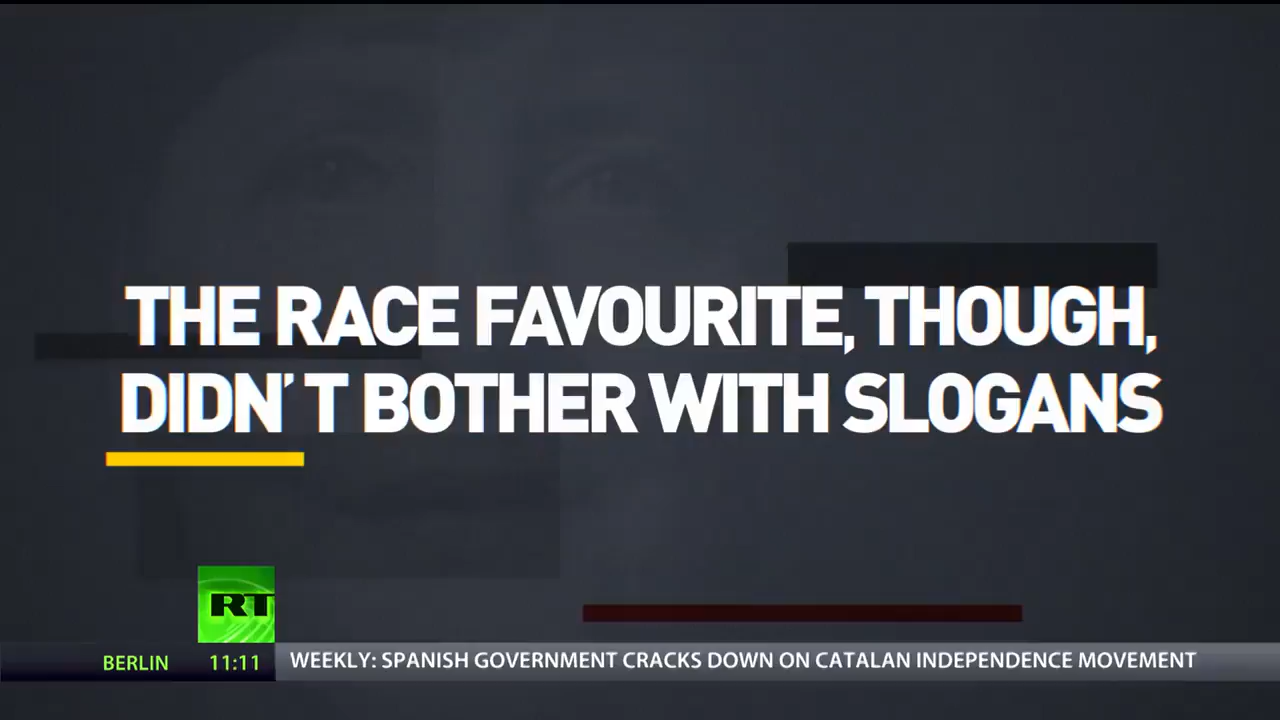 THE RACE FAVOURITE, THOUGH,
DIDN'T BOTHER WITH SLOGANS
RT
BERLIN 11:11 WEEKLY: SPANISH GOVERNMENT CRACKS DOWN ON CATALAN INDEPENDENCE MOVEMENT